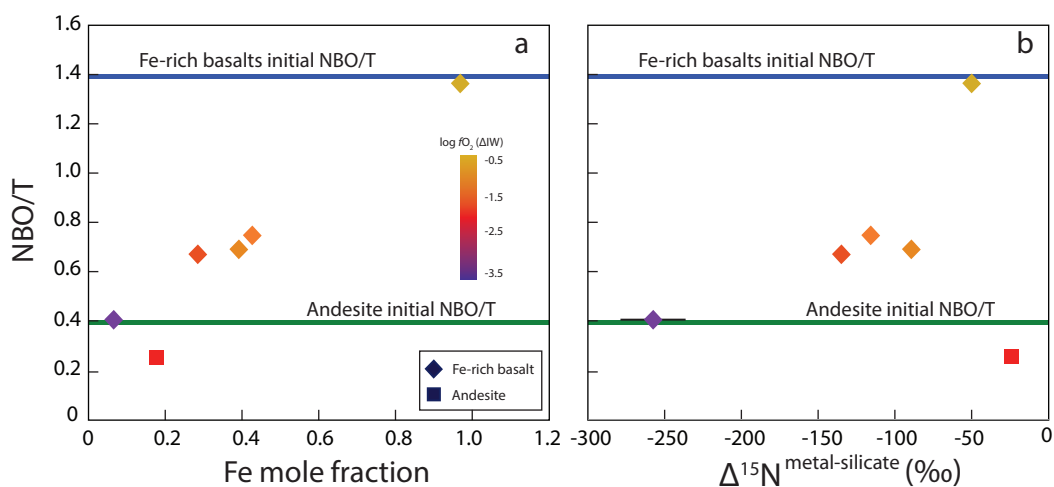 1.6
1.4
1.2
1.0
0.8
0.6
0.4
0.2
0
NBO/T
a
Fe-rich basalts initial NBO/T
log fO₂ (ΔIW)
-0.5
-1.5
-2.5
-3.5
Andesite initial NBO/T
Fe-rich basalt
Andesite
0 0.2 0.4 0.6 0.8 1.0 1.2
Fe mole fraction
b
Fe-rich basalts initial NBO/T
Andesite initial NBO/T
-300 -250 -200 -150 -100 -50 0
Δ¹⁵N^metal-silicate (‰)